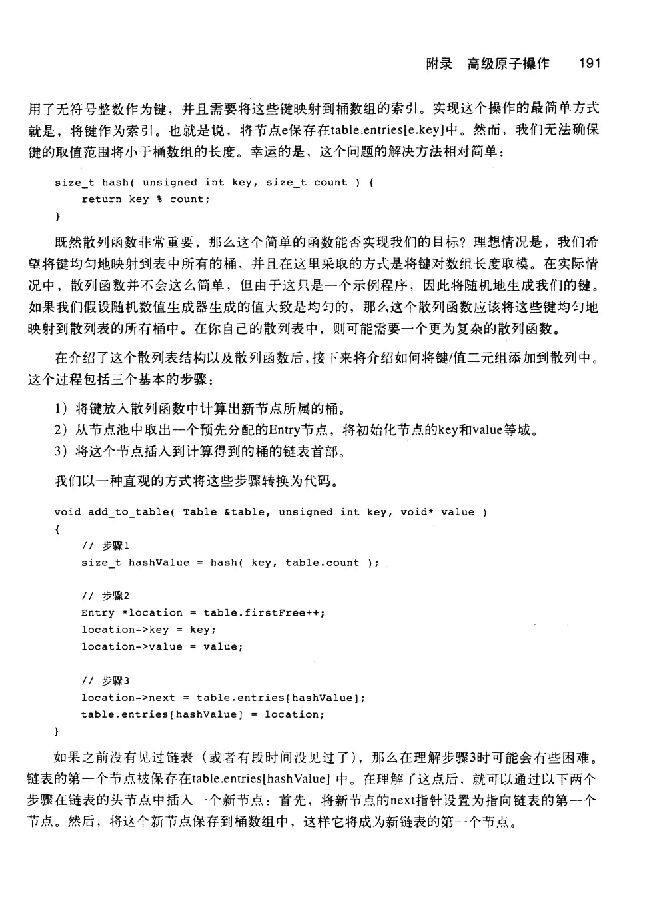 附录 高级原子操作 191
用了无符号整数作为键,并且需要将这些键映射到桶数组的索引。实现这个操作的最简单方式
就是,将键作为索引。也就是说,将节点e保存在table.entries[e.key]中。然而,我们无法确保
键的取值范围将小于桶数组的长度。幸运的是,这个问题的解决方法相对简单:
size_t hash( unsigned int key, size_t count ) {
return key % count;
}
既然散列函数非常重要,那么这个简单的函数能否实现我们的目标?理想情况是,我们希
望将键均匀地映射到表中所有的桶,并且在这里采取的方式是将键对数组长度取模。在实际情
况中,散列函数并不会这么简单,但由于这只是一个示例程序,因此将随机地生成我们的键。
如果我们假设随机数值生成器生成的值大致是均匀的,那么这个散列函数应该将这些键均匀地
映射到散列表的所有桶中。在你自己的散列表中,则可能需要一个更为复杂的散列函数。
在介绍了这个散列表结构以及散列函数后,接下来将介绍如何将键/值二元组添加到散列中。
这个过程包括三个基本的步骤:
1)将键放入散列函数中计算出新节点所属的桶。
2)从节点池中取出一个预先分配的Entry节点,将初始化节点的key和value等域。
3)将这个节点插入到计算得到的桶的链表首部。
我们以一种直观的方式将这些步骤转换为代码。
void add_to_table( Table &table, unsigned int key, void* value )
{
// 步骤1
size_t hashValue = hash( key, table.count );
// 步骤2
Entry *location = table.firstFree++;
location->key = key;
location->value = value;
// 步骤3
location->next = table.entries[hashValue];
table.entries[hashValue] = location;
}
如果之前没有见过链表(或者有段时间没见过了),那么在理解步骤3时可能会有些困难。
链表的第一个节点被保存在table.entries[hashValue] 中。在理解了这点后,就可以通过以下两个
步骤在链表的头节点中插入一个新节点:首先,将新节点的next指针设置为指向链表的第一个
节点。然后,将这个新节点保存到桶数组中,这样它将成为新链表的第一个节点。